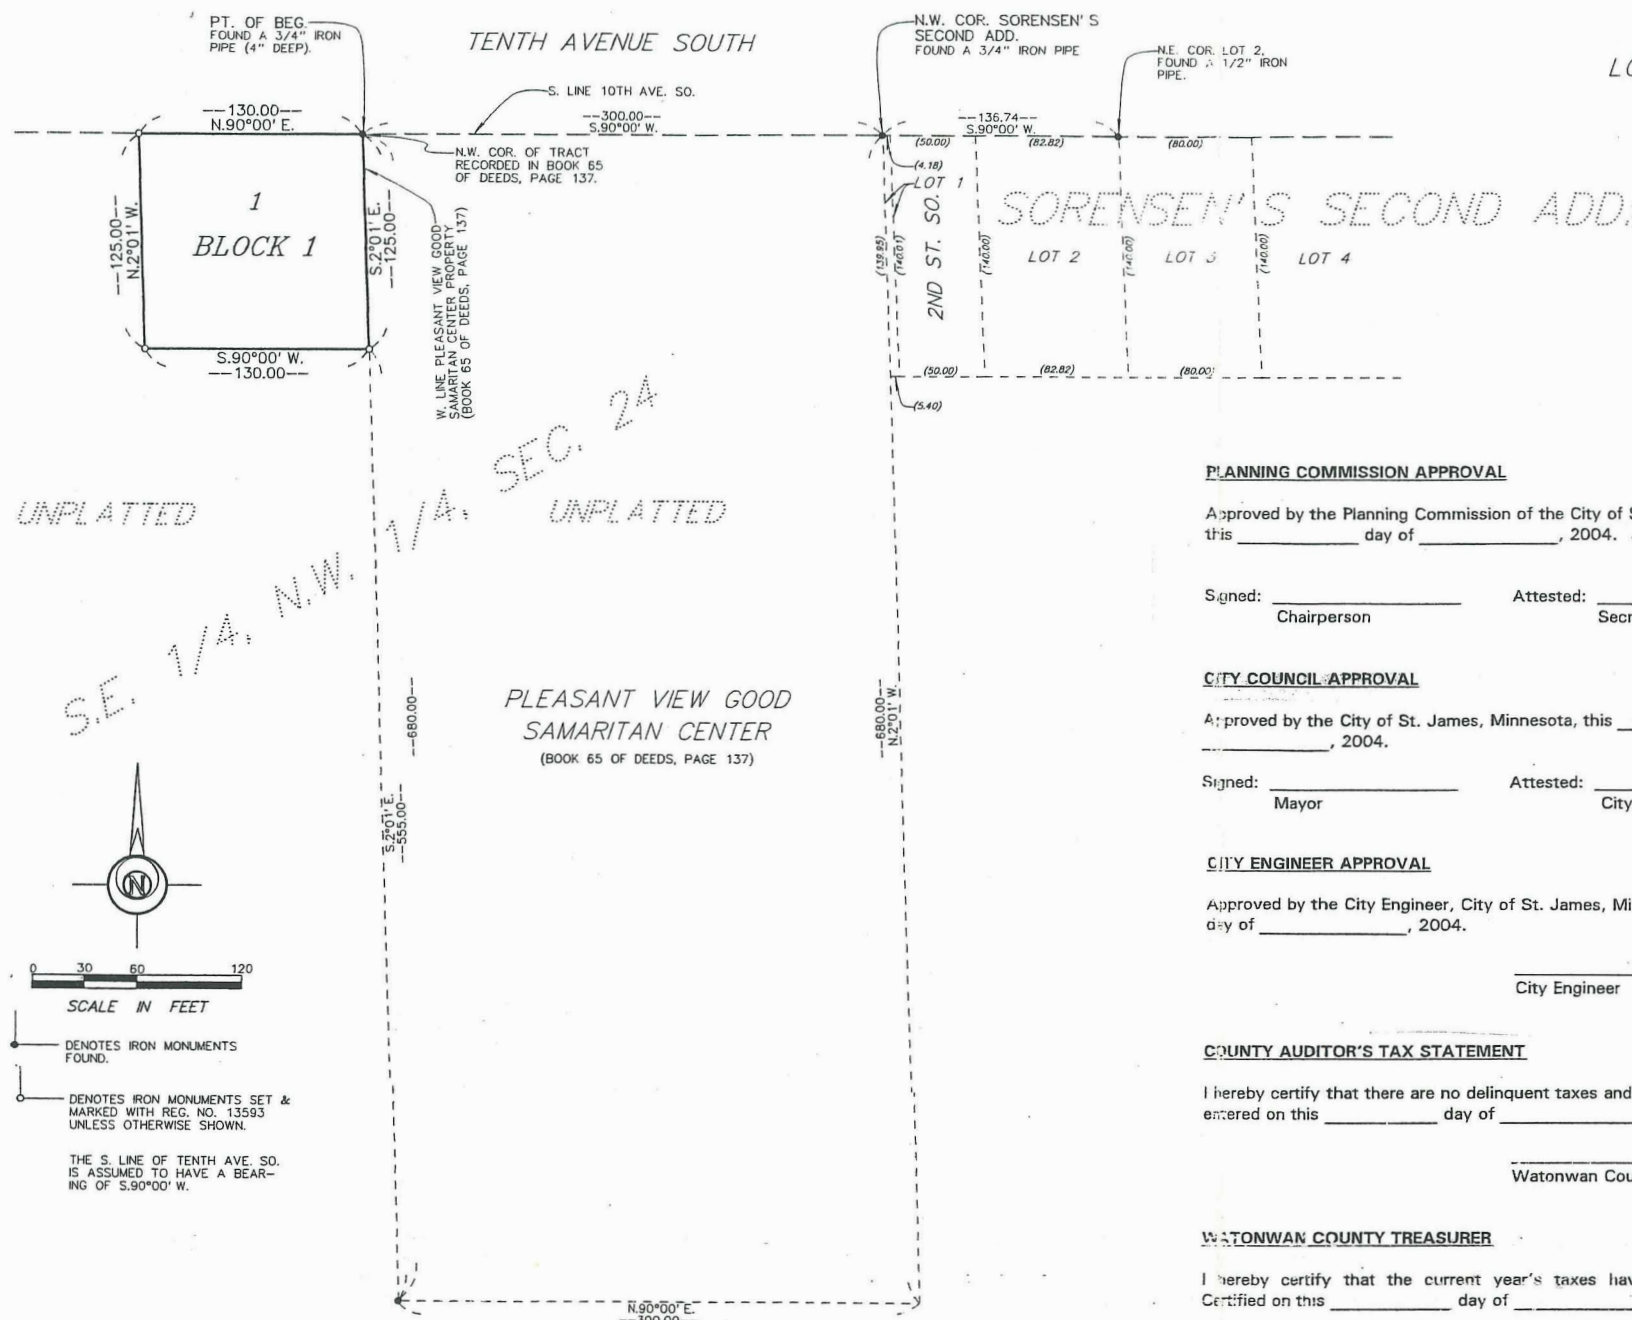 PT. OF BEG.
FOUND A 3/4" IRON
PIPE (4" DEEP).
TENTH AVENUE SOUTH
N.W. COR. SORENSEN'S
SECOND ADD.
FOUND A 3/4" IRON PIPE
N.E. COR. LOT 2,
FOUND A 1/2" IRON
PIPE.
S. LINE 10TH AVE. SO.
---130.00---
N.90°00' E.
---300.00---
S.90°00' W.
---136.74---
S.90°00' W.
(50.00)
(82.82)
(80.00)
(4.18)
LOT 1
N.W. COR. OF TRACT
RECORDED IN BOOK 65
OF DEEDS, PAGE 137.
1
BLOCK 1
---125.00---
N.2°01' W.
S.2°01' E.
---125.00---
W. LINE PLEASANT VIEW GOOD
SAMARITAN CENTER PROPERTY
(BOOK 65 OF DEEDS, PAGE 137)
SORENSEN'S SECOND ADD.
(139.95)
(140.01)
2ND ST. SO.
(140.00)
LOT 2
(140.00)
LOT 3
(140.00)
LOT 4
S.90°00' W.
---130.00---
(50.00)
(82.82)
(80.00)
(5.40)
UNPLATTED
UNPLATTED
S.E. 1/4, N.W. 1/4, SEC. 24
---680.00---
---680.00---
N.2°01' W.
PLEASANT VIEW GOOD
SAMARITAN CENTER
(BOOK 65 OF DEEDS, PAGE 137)
S.2°01' E.
---555.00---
N
0 30 60 120
SCALE IN FEET
DENOTES IRON MONUMENTS
FOUND.
DENOTES IRON MONUMENTS SET &
MARKED WITH REG. NO. 13593
UNLESS OTHERWISE SHOWN.
THE S. LINE OF TENTH AVE. SO.
IS ASSUMED TO HAVE A BEAR-
ING OF S.90°00' W.
N.90°00' E.
---300.00---
PLANNING COMMISSION APPROVAL
Approved by the Planning Commission of the City of
this ____________ day of ______________, 2004.
Signed: ____________________ Attested: ____
Chairperson
CITY COUNCIL APPROVAL
Approved by the City of St. James, Minnesota, this __
_____________, 2004.
Signed: ____________________ Attested: ____
Mayor City
CITY ENGINEER APPROVAL
Approved by the City Engineer, City of St. James,
day of _______________, 2004.
City Engineer
COUNTY AUDITOR'S TAX STATEMENT
I hereby certify that there are no delinquent taxes and
entered on this ___________ day of ______________
Watonwan
WATONWAN COUNTY TREASURER
I hereby certify that the current year's taxes
Certified on this ____________ day of ____________